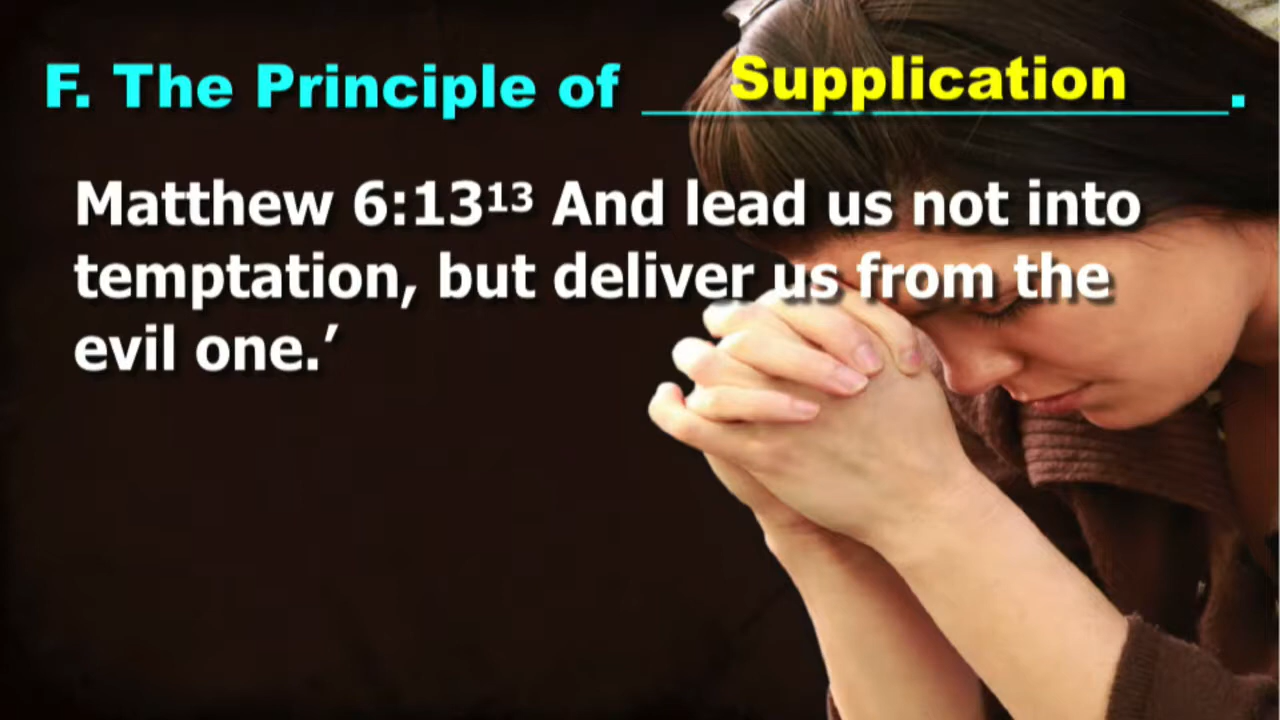 F. The Principle of Supplication.
Matthew 6:13¹³ And lead us not into
temptation, but deliver us from the
evil one.’